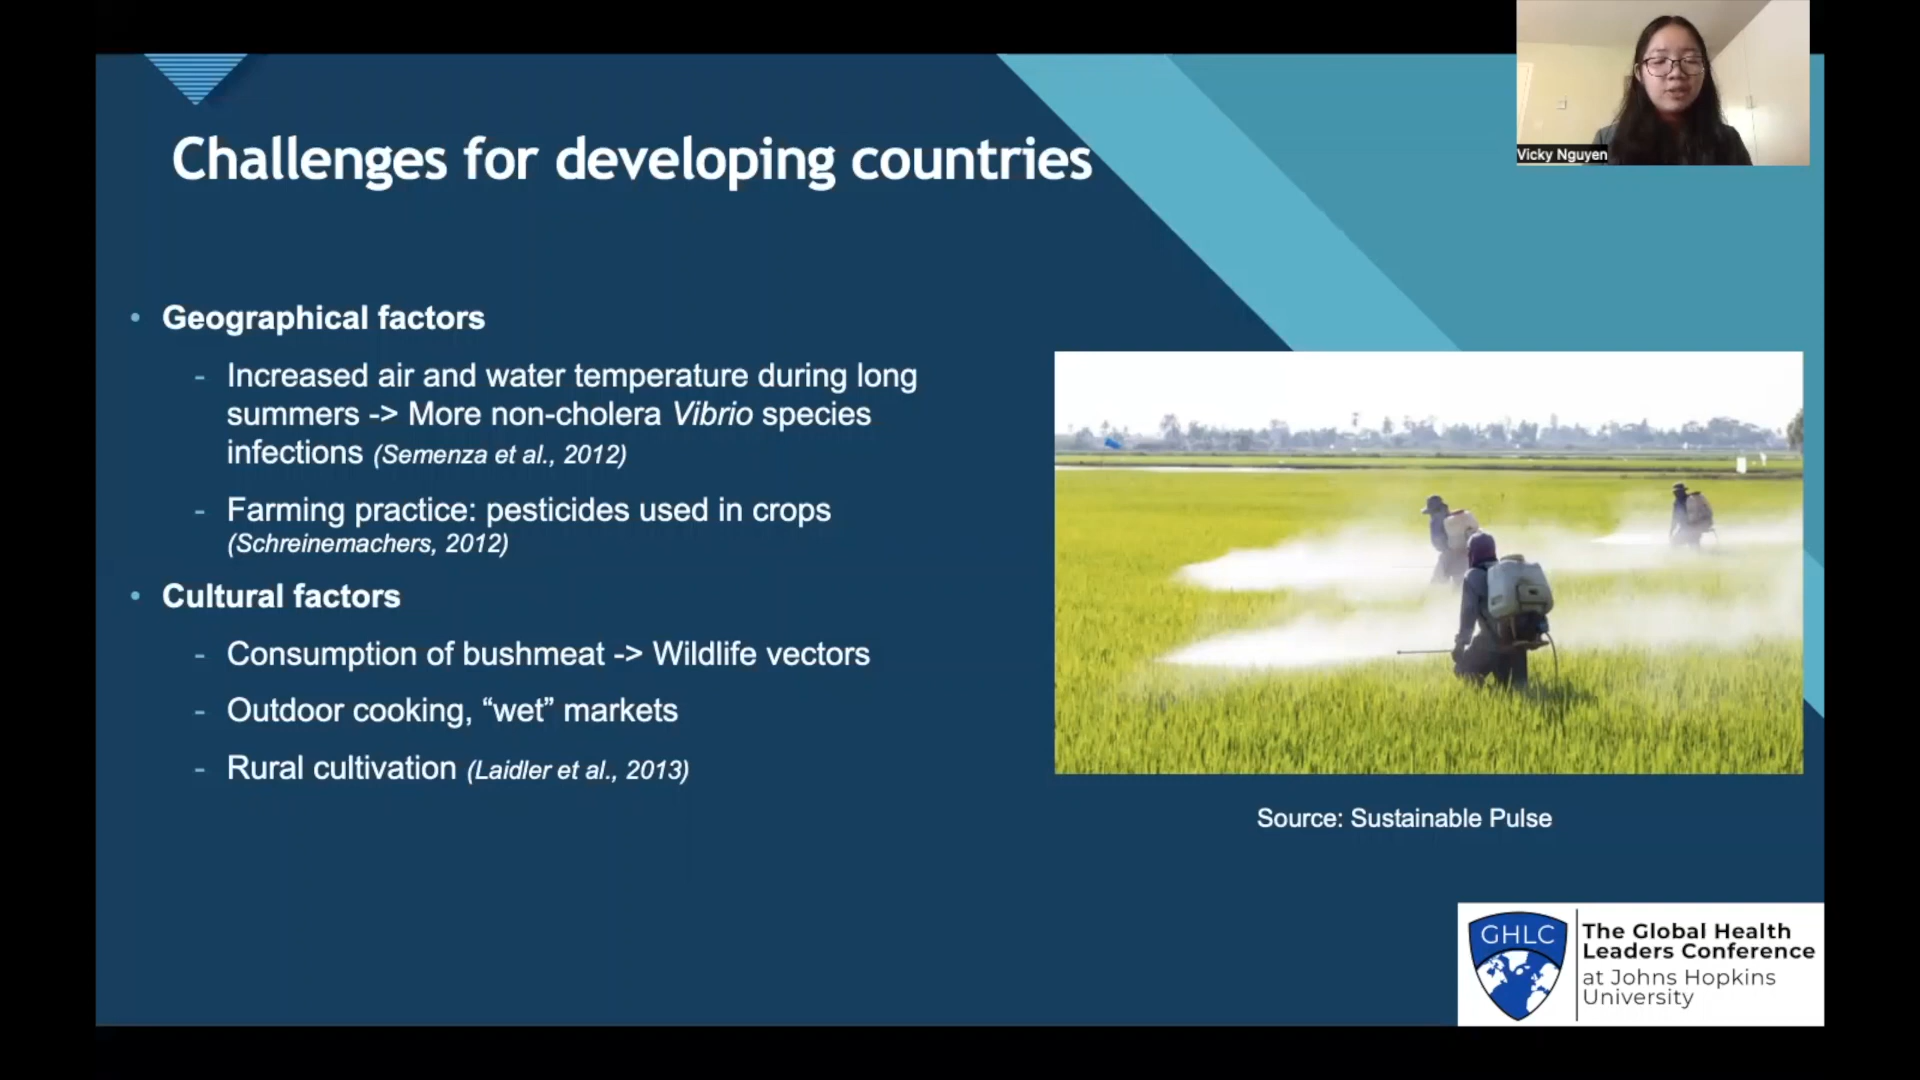 Vicky Nguyen
Challenges for developing countries
• Geographical factors
- Increased air and water temperature during long
summers -> More non-cholera Vibrio species
infections (Semenza et al., 2012)
- Farming practice: pesticides used in crops
(Schreinemachers, 2012)
• Cultural factors
- Consumption of bushmeat -> Wildlife vectors
- Outdoor cooking, “wet” markets
- Rural cultivation (Laidler et al., 2013)
Source: Sustainable Pulse
GHLC
The Global Health
Leaders Conference
at Johns Hopkins
University